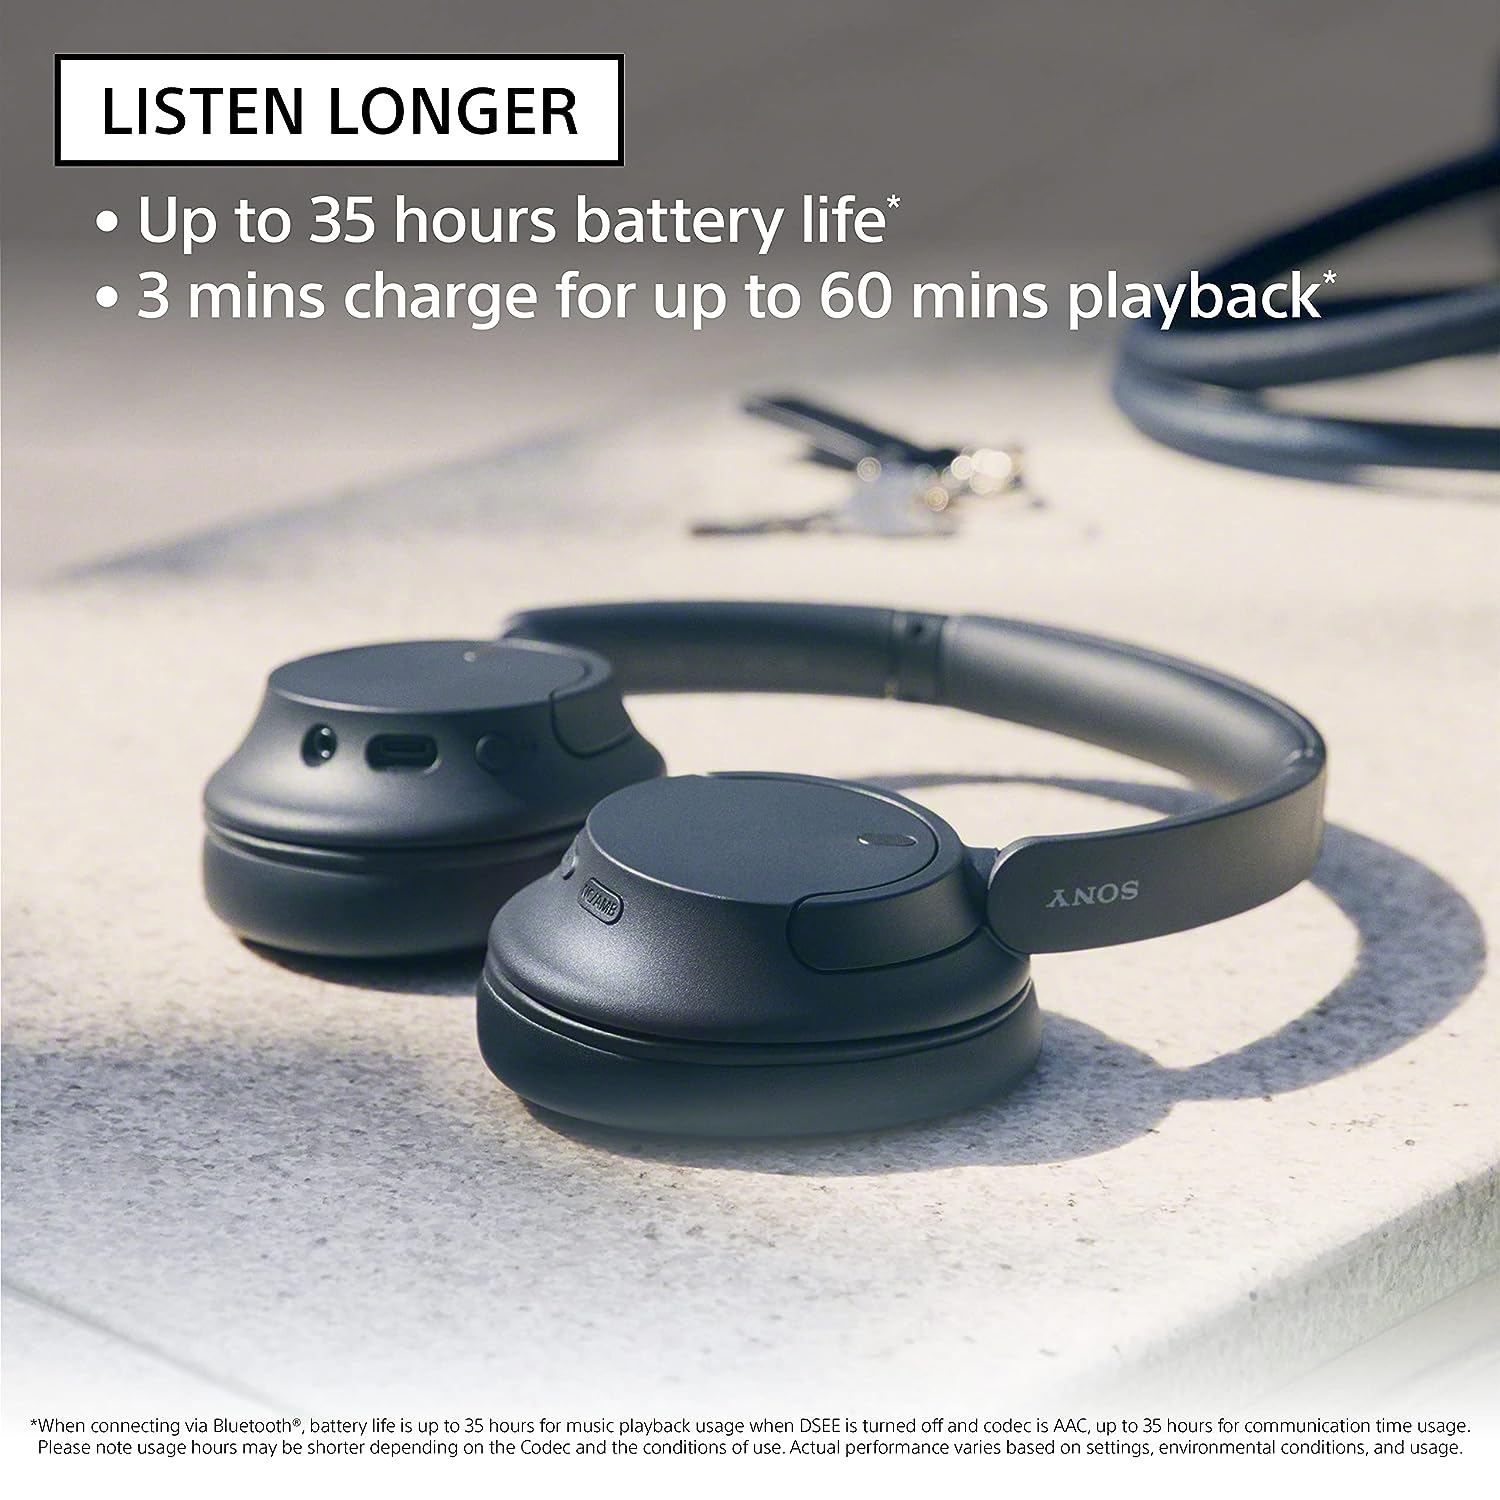 LISTEN LONGER
• Up to 35 hours battery life*
• 3 mins charge for up to 60 mins playback*
NC/AMB
SONY
*When connecting via Bluetooth®, battery life is up to 35 hours for music playback usage when DSEE is turned off and codec is AAC, up to 35 hours for communication time usage.
Please note usage hours may be shorter depending on the Codec and the conditions of use. Actual performance varies based on settings, environmental conditions, and usage.